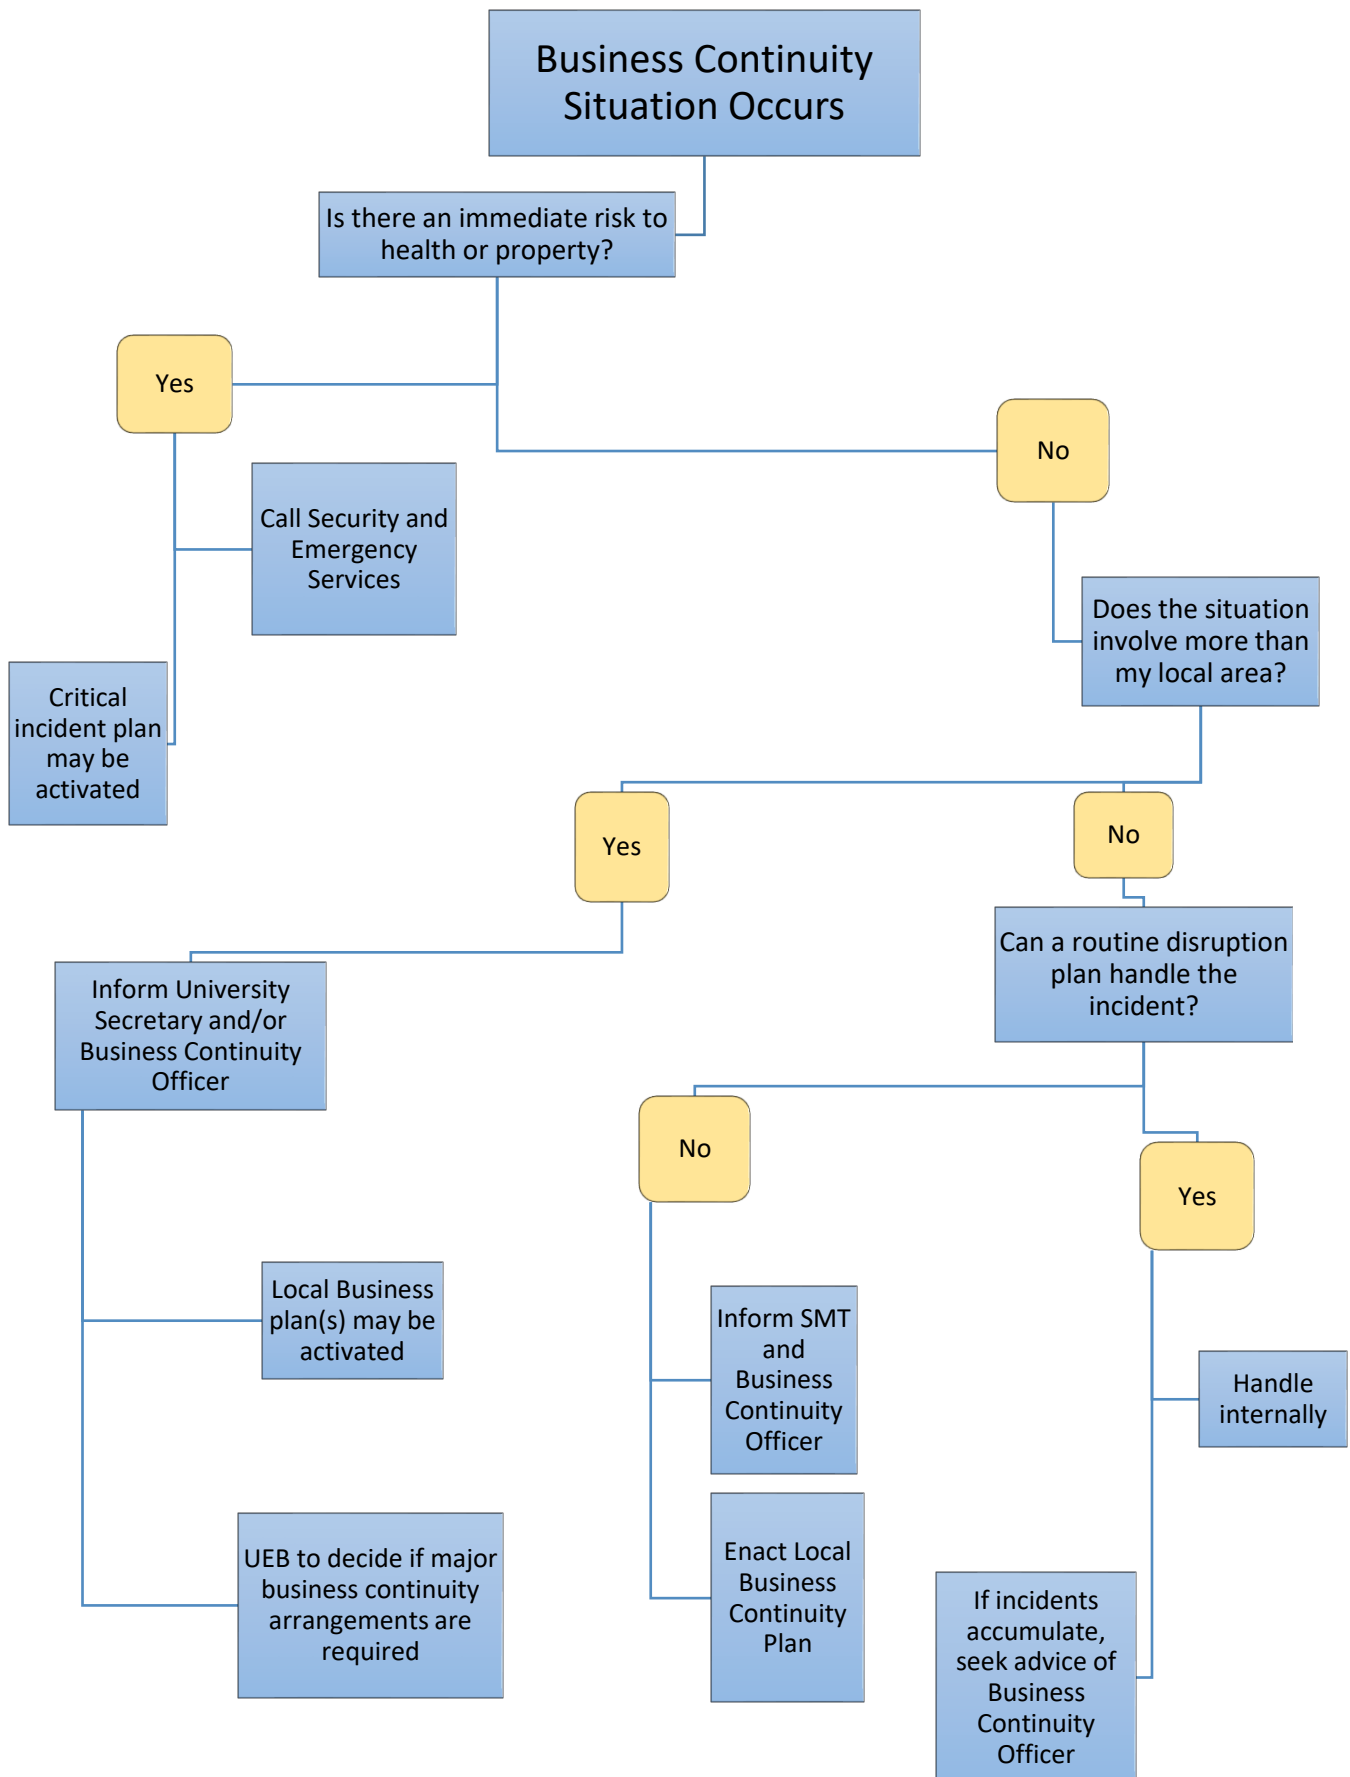 Business Continuity
Situation Occurs
Is there an immediate risk to
health or property?
Yes
No
Call Security and
Emergency
Services
Does the situation
involve more than
my local area?
Critical
incident plan
may be
activated
Yes
No
Inform University
Secretary and/or
Business Continuity
Officer
Can a routine disruption
plan handle the
incident?
No
Yes
Local Business
plan(s) may be
activated
Inform SMT
and
Business
Continuity
Officer
Handle
internally
UEB to decide if major
business continuity
arrangements are
required
Enact Local
Business
Continuity
Plan
If incidents
accumulate,
seek advice of
Business
Continuity
Officer